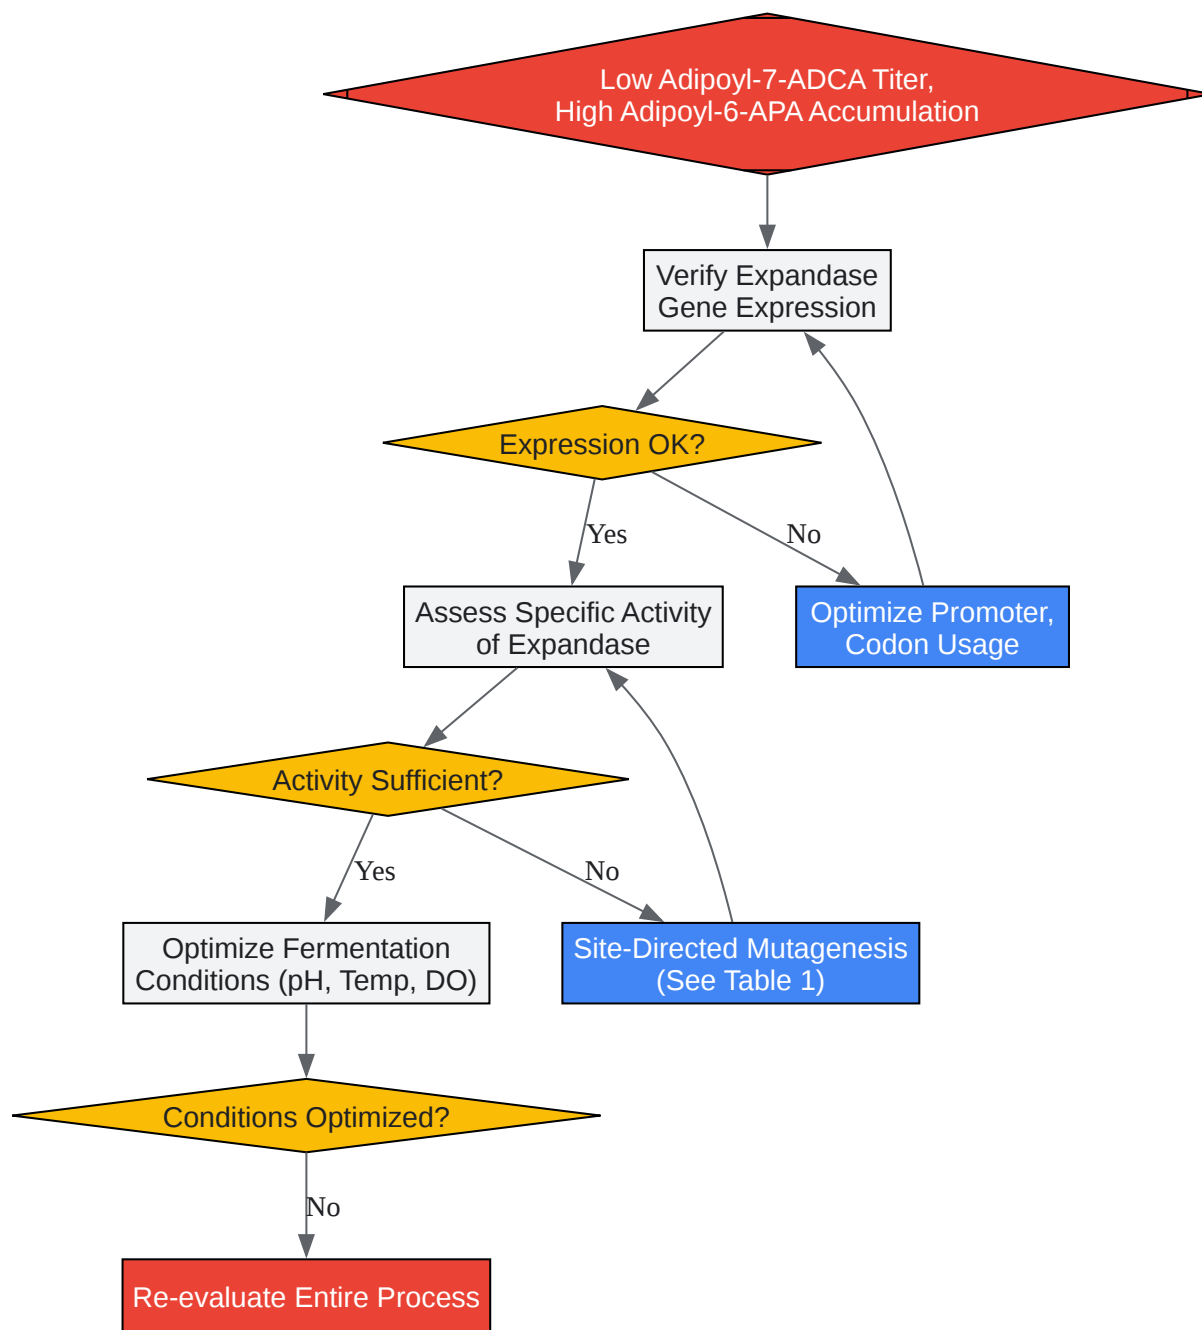 Low Adipoyl-7-ADCA Titer,
High Adipoyl-6-APA Accumulation
Verify Expandase
Gene Expression
Expression OK?
Yes
No
Assess Specific Activity
of Expandase
Optimize Promoter,
Codon Usage
Activity Sufficient?
Yes
No
Optimize Fermentation
Conditions (pH, Temp, DO)
Site-Directed Mutagenesis
(See Table 1)
Conditions Optimized?
No
Re-evaluate Entire Process